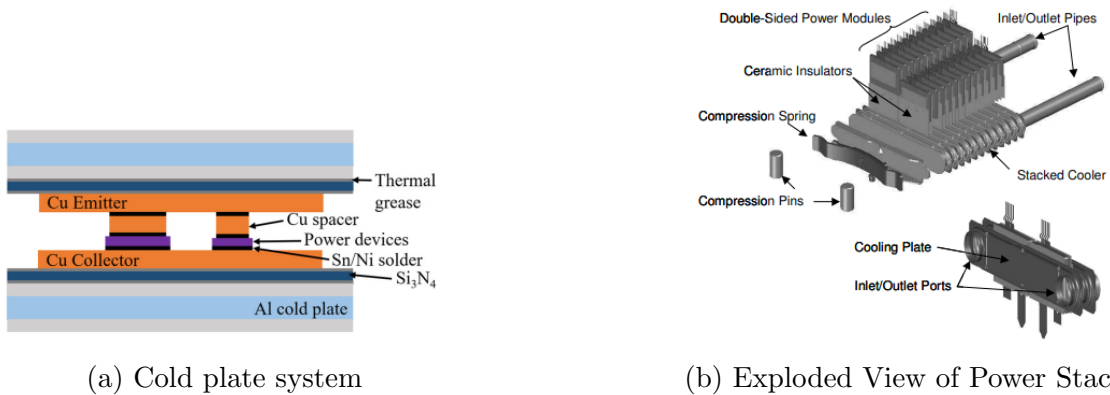 Thermal
grease
Cu Emitter
Cu spacer
Power devices
Sn/Ni solder
Cu Collector
Si₃N₄
Al cold plate
(a) Cold plate system
Double-Sided Power Modules
Inlet/Outlet Pipes
Ceramic Insulators
Compression Spring
Stacked Cooler
Compression Pins
Cooling Plate
Inlet/Outlet Ports
(b) Exploded View of Power Stac